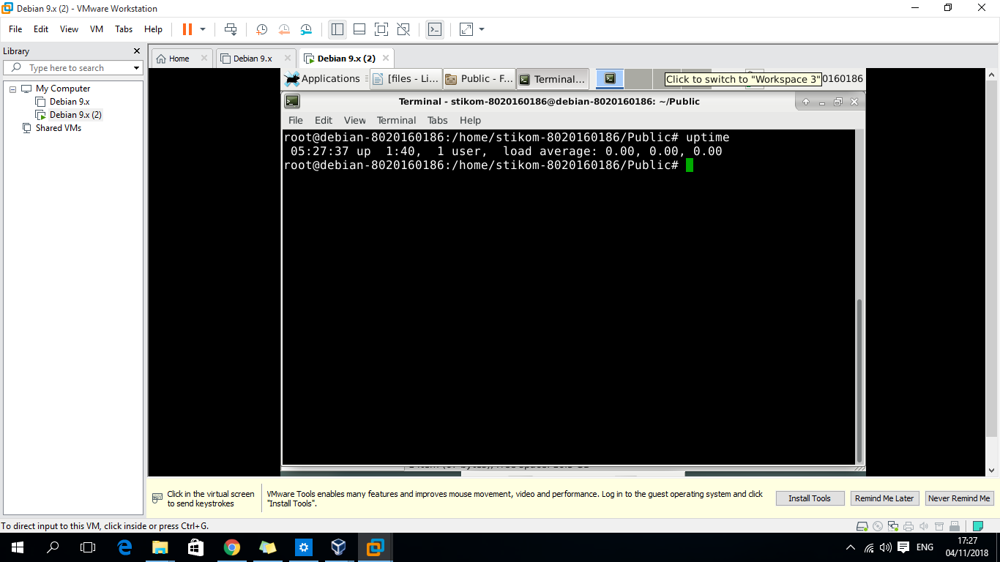 Debian 9.x (2) - VMware Workstation
File Edit View VM Tabs Help
Library
Type here to search
My Computer
Debian 9.x
Debian 9.x (2)
Shared VMs
Home Debian 9.x Debian 9.x (2)
Applications [files - Li... Public - F... Terminal... Click to switch to "Workspace 3" 0160186
Terminal - stikom-8020160186@debian-8020160186: ~/Public
File Edit View Terminal Tabs Help
root@debian-8020160186:/home/stikom-8020160186/Public# uptime
05:27:37 up 1:40, 1 user, load average: 0.00, 0.00, 0.00
root@debian-8020160186:/home/stikom-8020160186/Public#
Click in the virtual screen
to send keystrokes
VMware Tools enables many features and improves mouse movement, video and performance. Log in to the guest operating system and click
"Install Tools".
Install Tools Remind Me Later Never Remind Me
To direct input to this VM, click inside or press Ctrl+G.
ENG
17:27
04/11/2018